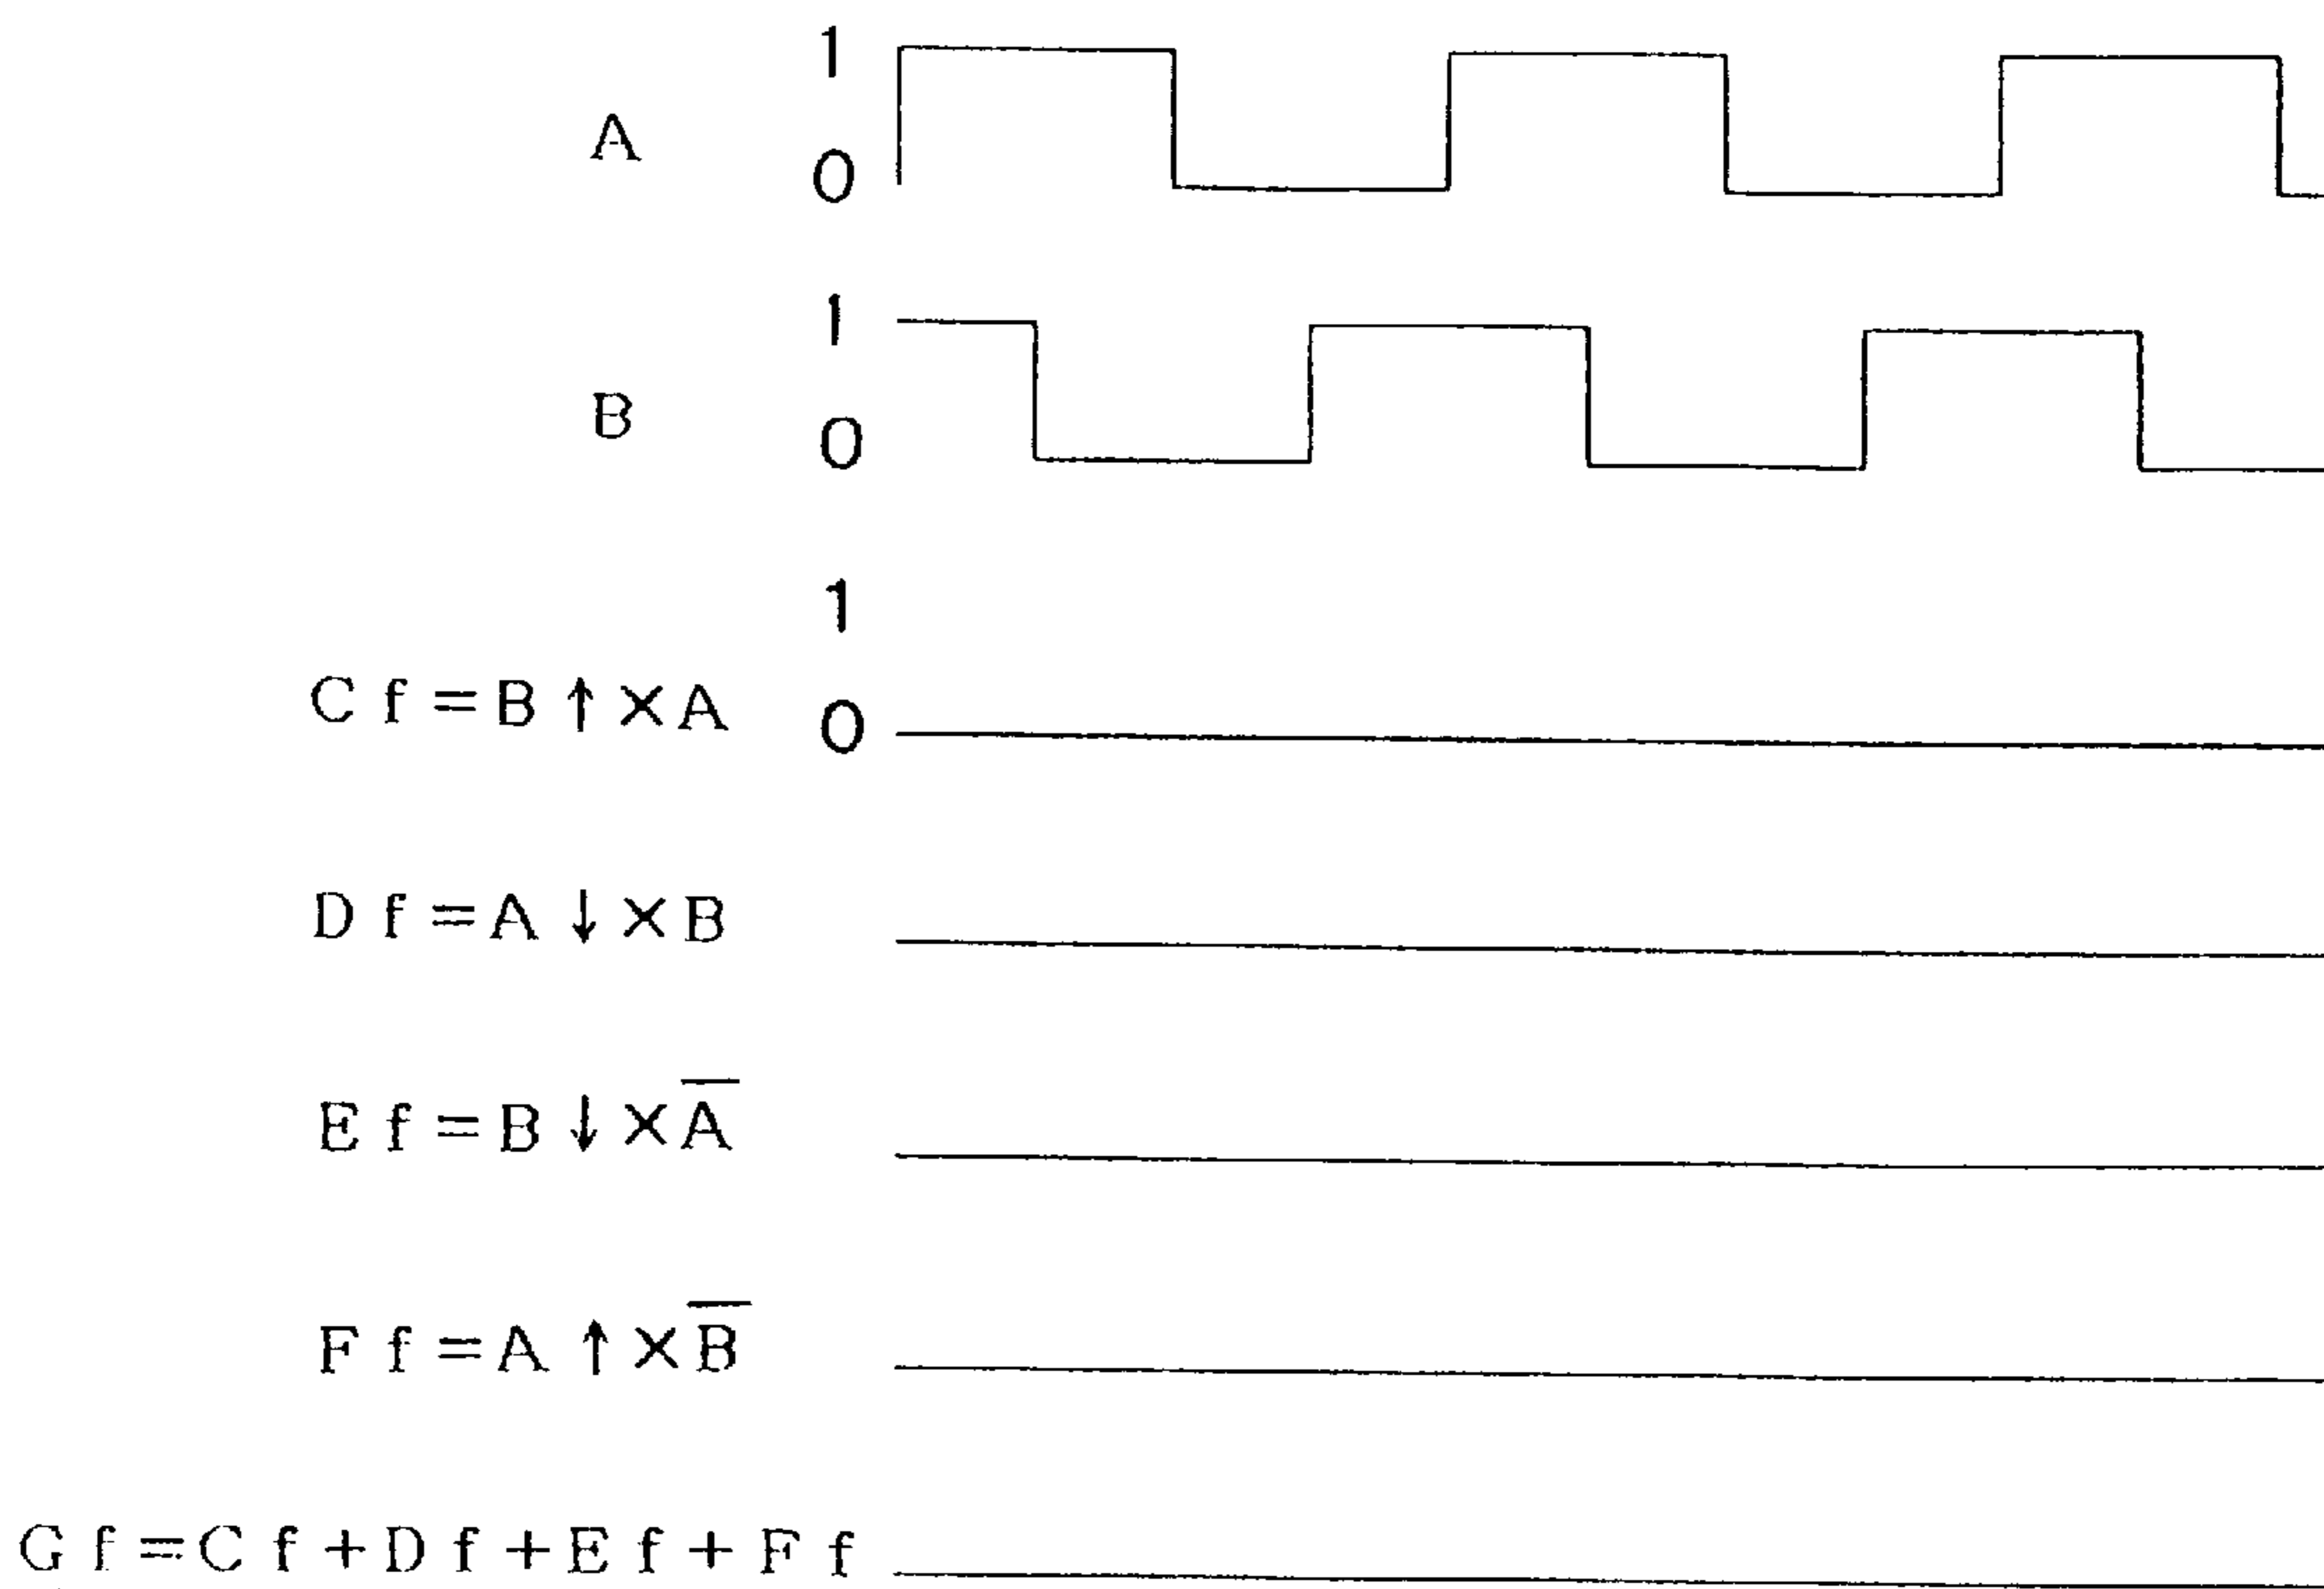 1
A
0
1
B
0
1
C f = B ↑ × A
0
D f = A ↓ × B
E f = B ↓ × A̅
F f = A ↑ × B̅
G f = C f + D f + E f + F f